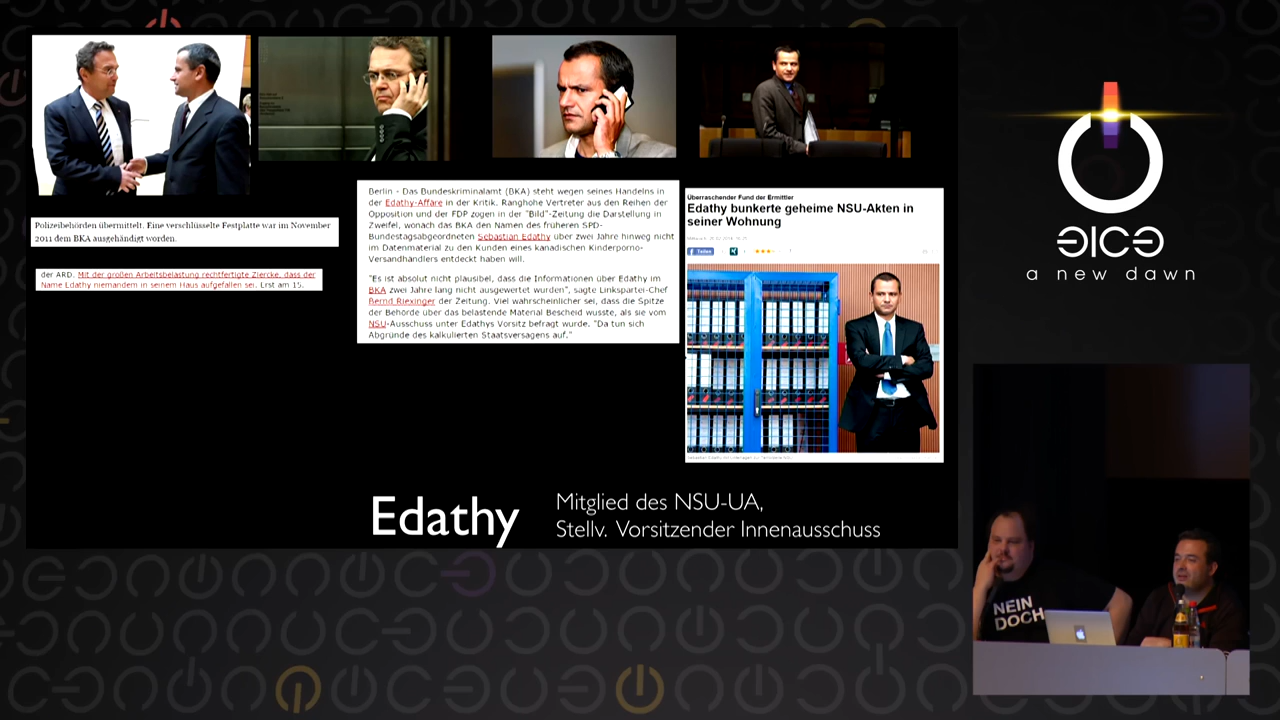 Polizeibehörden übermittelt. Eine verschlüsselte Festplatte war im November
2011 dem BKA ausgehändigt worden.
der ARD. Mit der großen Arbeitsbelastung rechtfertigte Ziercke, dass der
Name Edathy niemandem in seinem Haus aufgefallen sei. Erst am 15.
Berlin - Das Bundeskriminalamt (BKA) steht wegen seines Handelns in
der Edathy-Affäre in der Kritik. Ranghohe Vertreter aus den Reihen der
Opposition und der FDP zogen in der "Bild"-Zeitung die Darstellung in
Zweifel, wonach das BKA den Namen des früheren SPD-
Bundestagsabgeordneten Sebastian Edathy über zwei Jahre hinweg nicht
im Datenmaterial zu den Kunden eines kanadischen Kinderporno-
Versandhändlers entdeckt haben will.
"Es ist absolut nicht plausibel, dass die Informationen über Edathy im
BKA zwei Jahre lang nicht ausgewertet wurden", sagte Linkspartei-Chef
Bernd Riexinger der Zeitung. Viel wahrscheinlicher sei, dass die Spitze
der Behörde über das belastende Material Bescheid wusste, als sie vom
NSU-Ausschuss unter Edathys Vorsitz befragt wurde. "Da tun sich
Abgründe des kalkulierten Staatsversagens auf."
Überraschender Fund der Ermittler
Edathy bunkerte geheime NSU-Akten in
seiner Wohnung
Teilen
Edathy
Mitglied des NSU-UA,
Stellv. Vorsitzender Innenausschuss
a new dawn
NEIN
DOCH